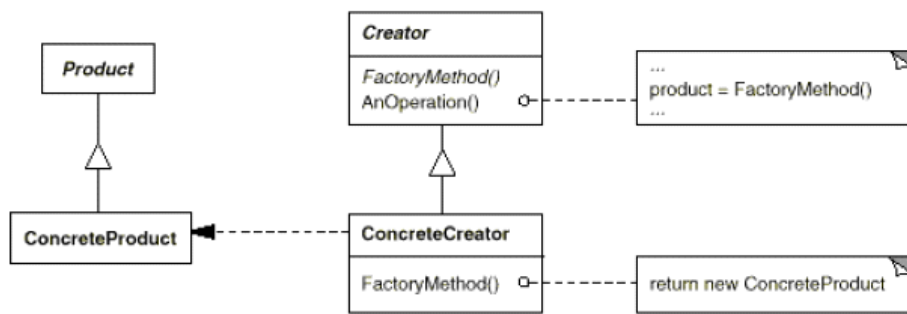 Product
ConcreteProduct
Creator
FactoryMethod()
AnOperation()
...
product = FactoryMethod()
...
ConcreteCreator
FactoryMethod()
return new ConcreteProduct